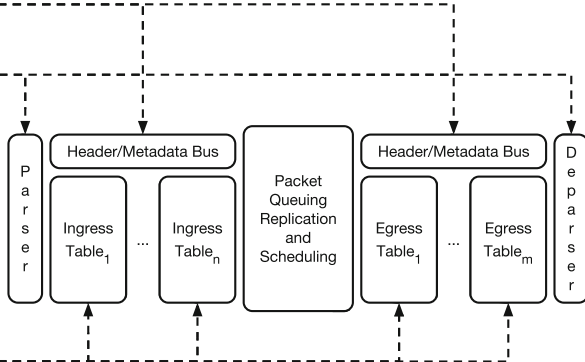 Parser
Header/Metadata Bus
Ingress
Table1
...
Ingress
Tablen
Packet
Queuing
Replication
and
Scheduling
Header/Metadata Bus
Egress
Table1
...
Egress
Tablem
Deparser